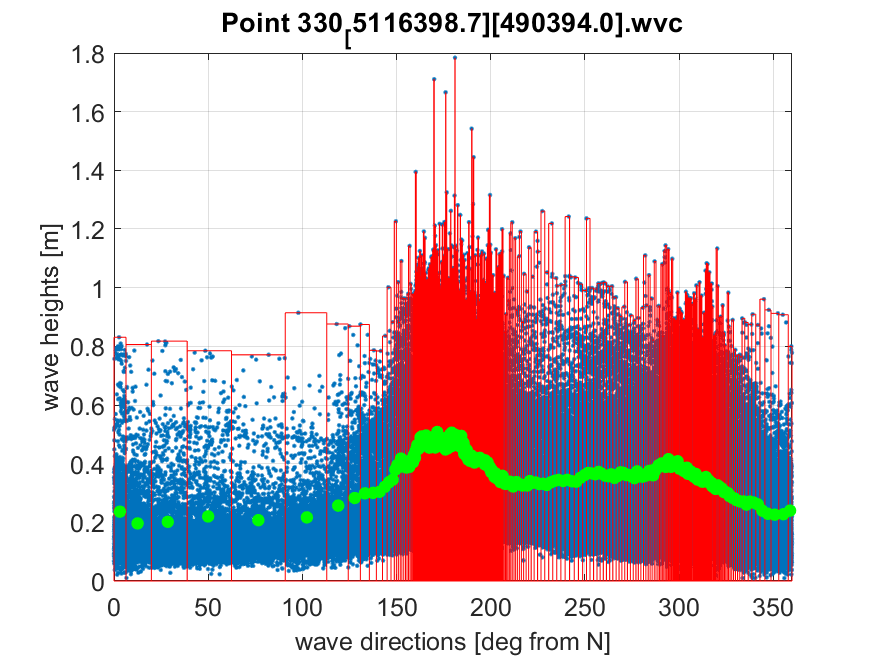 Point 330[5116398.7][490394.0].wvc
1.8
1.6
1.4
1.2
1
0.8
0.6
0.4
0.2
0
wave heights [m]
0 50 100 150 200 250 300 350
wave directions [deg from N]